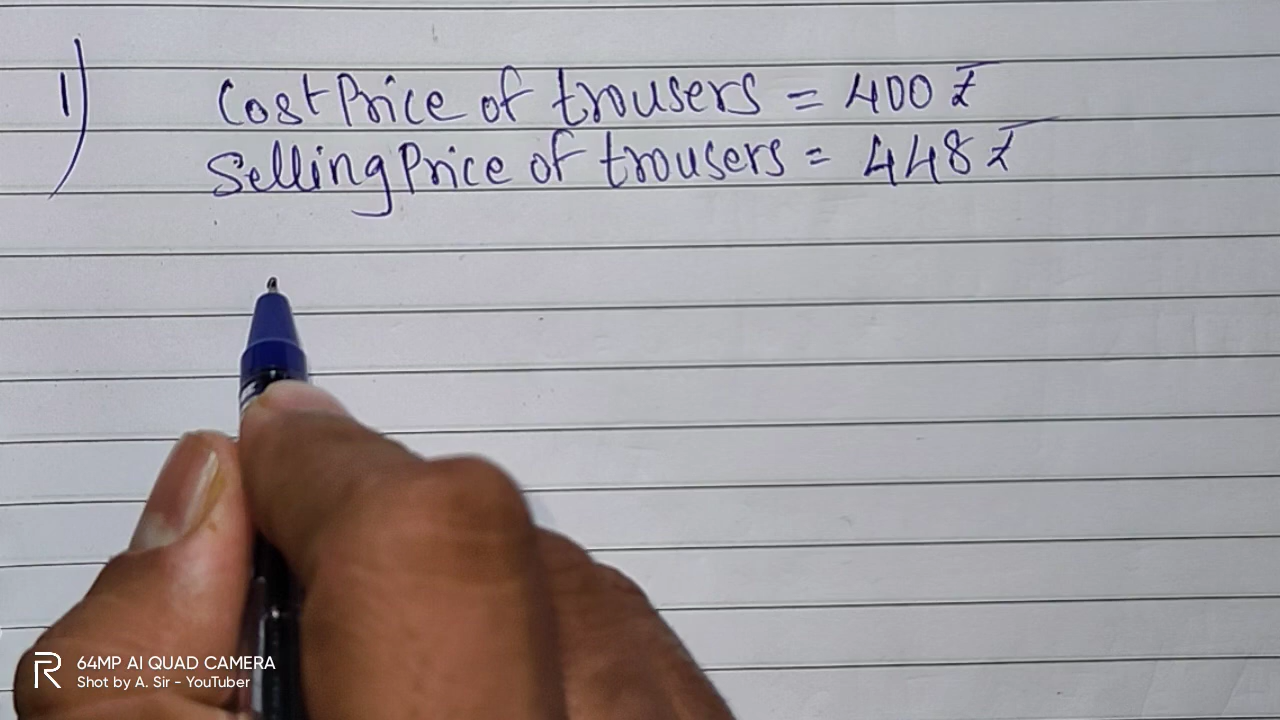 1) Cost Price of trousers = 400 ₹
Selling Price of trousers = 448 ₹
64MP AI QUAD CAMERA
Shot by A. Sir - YouTuber